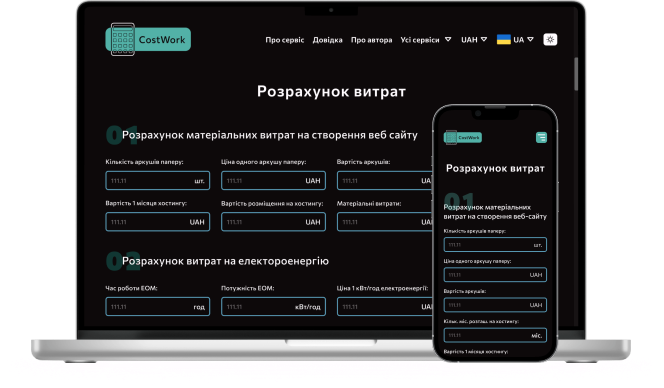 CostWork
Про сервіс Довідка Про автора Усі сервіси UAH UA
Розрахунок витрат
01
Розрахунок матеріальних витрат на створення веб сайту
Кількість аркушів паперу: Ціна одного аркушу паперу: Вартість аркушів:
111.11 шт. 111.11 UAH 111.11
Вартість 1 місяця хостингу: Вартість розміщення на хостингу: Матеріальні витрати:
111.11 UAH 111.11 UAH 111.11
02
Розрахунок витрат на електороенергію
Час роботи ЕОМ: Потужність ЕОМ: Ціна 1 кВт/год електроенергії:
111.11 год 111.11 кВт/год 111.11
CostWork
Розрахунок витрат
01
Розрахунок матеріальних
витрат на створення веб-сайту
Кількість аркушів паперу:
111.11 шт.
Ціна одного аркушу паперу:
111.11 UAH
Вартість аркушів:
111.11 UAH
Кільк. міс. розташ. на хостингу:
111.11 міс.
Вартість 1 місяця хостингу: